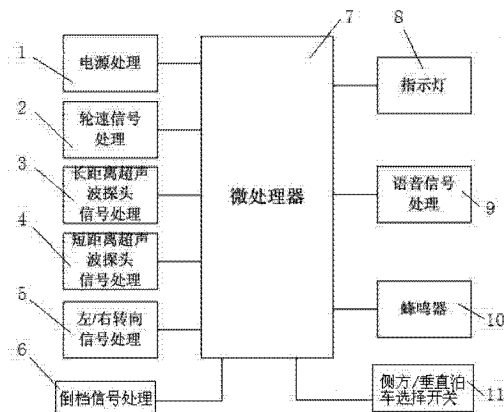 1
电源处理
2
轮速信号
处理
3
长距离超声
波探头
信号处理
4
短距离超声
波探头
信号处理
5
左/右转向
信号处理
6
倒档信号处理
7
微处理器
8
指示灯
语音信号
处理
9
蜂鸣器
10
侧方/垂直泊
车选择开关
11